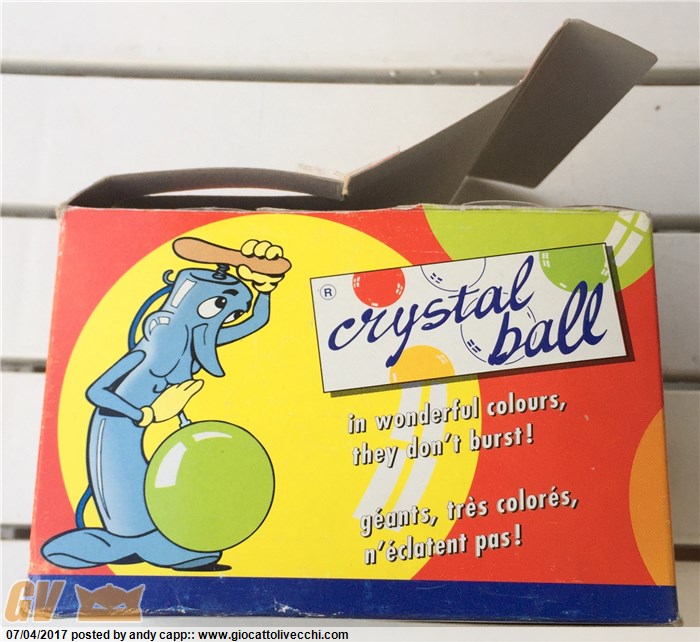 ®
crystal
ball
in wonderful colours,
they don't burst!
géants, très colorés,
n'éclatent pas!
GV
07/04/2017 posted by andy capp:: www.giocattolivecchi.com